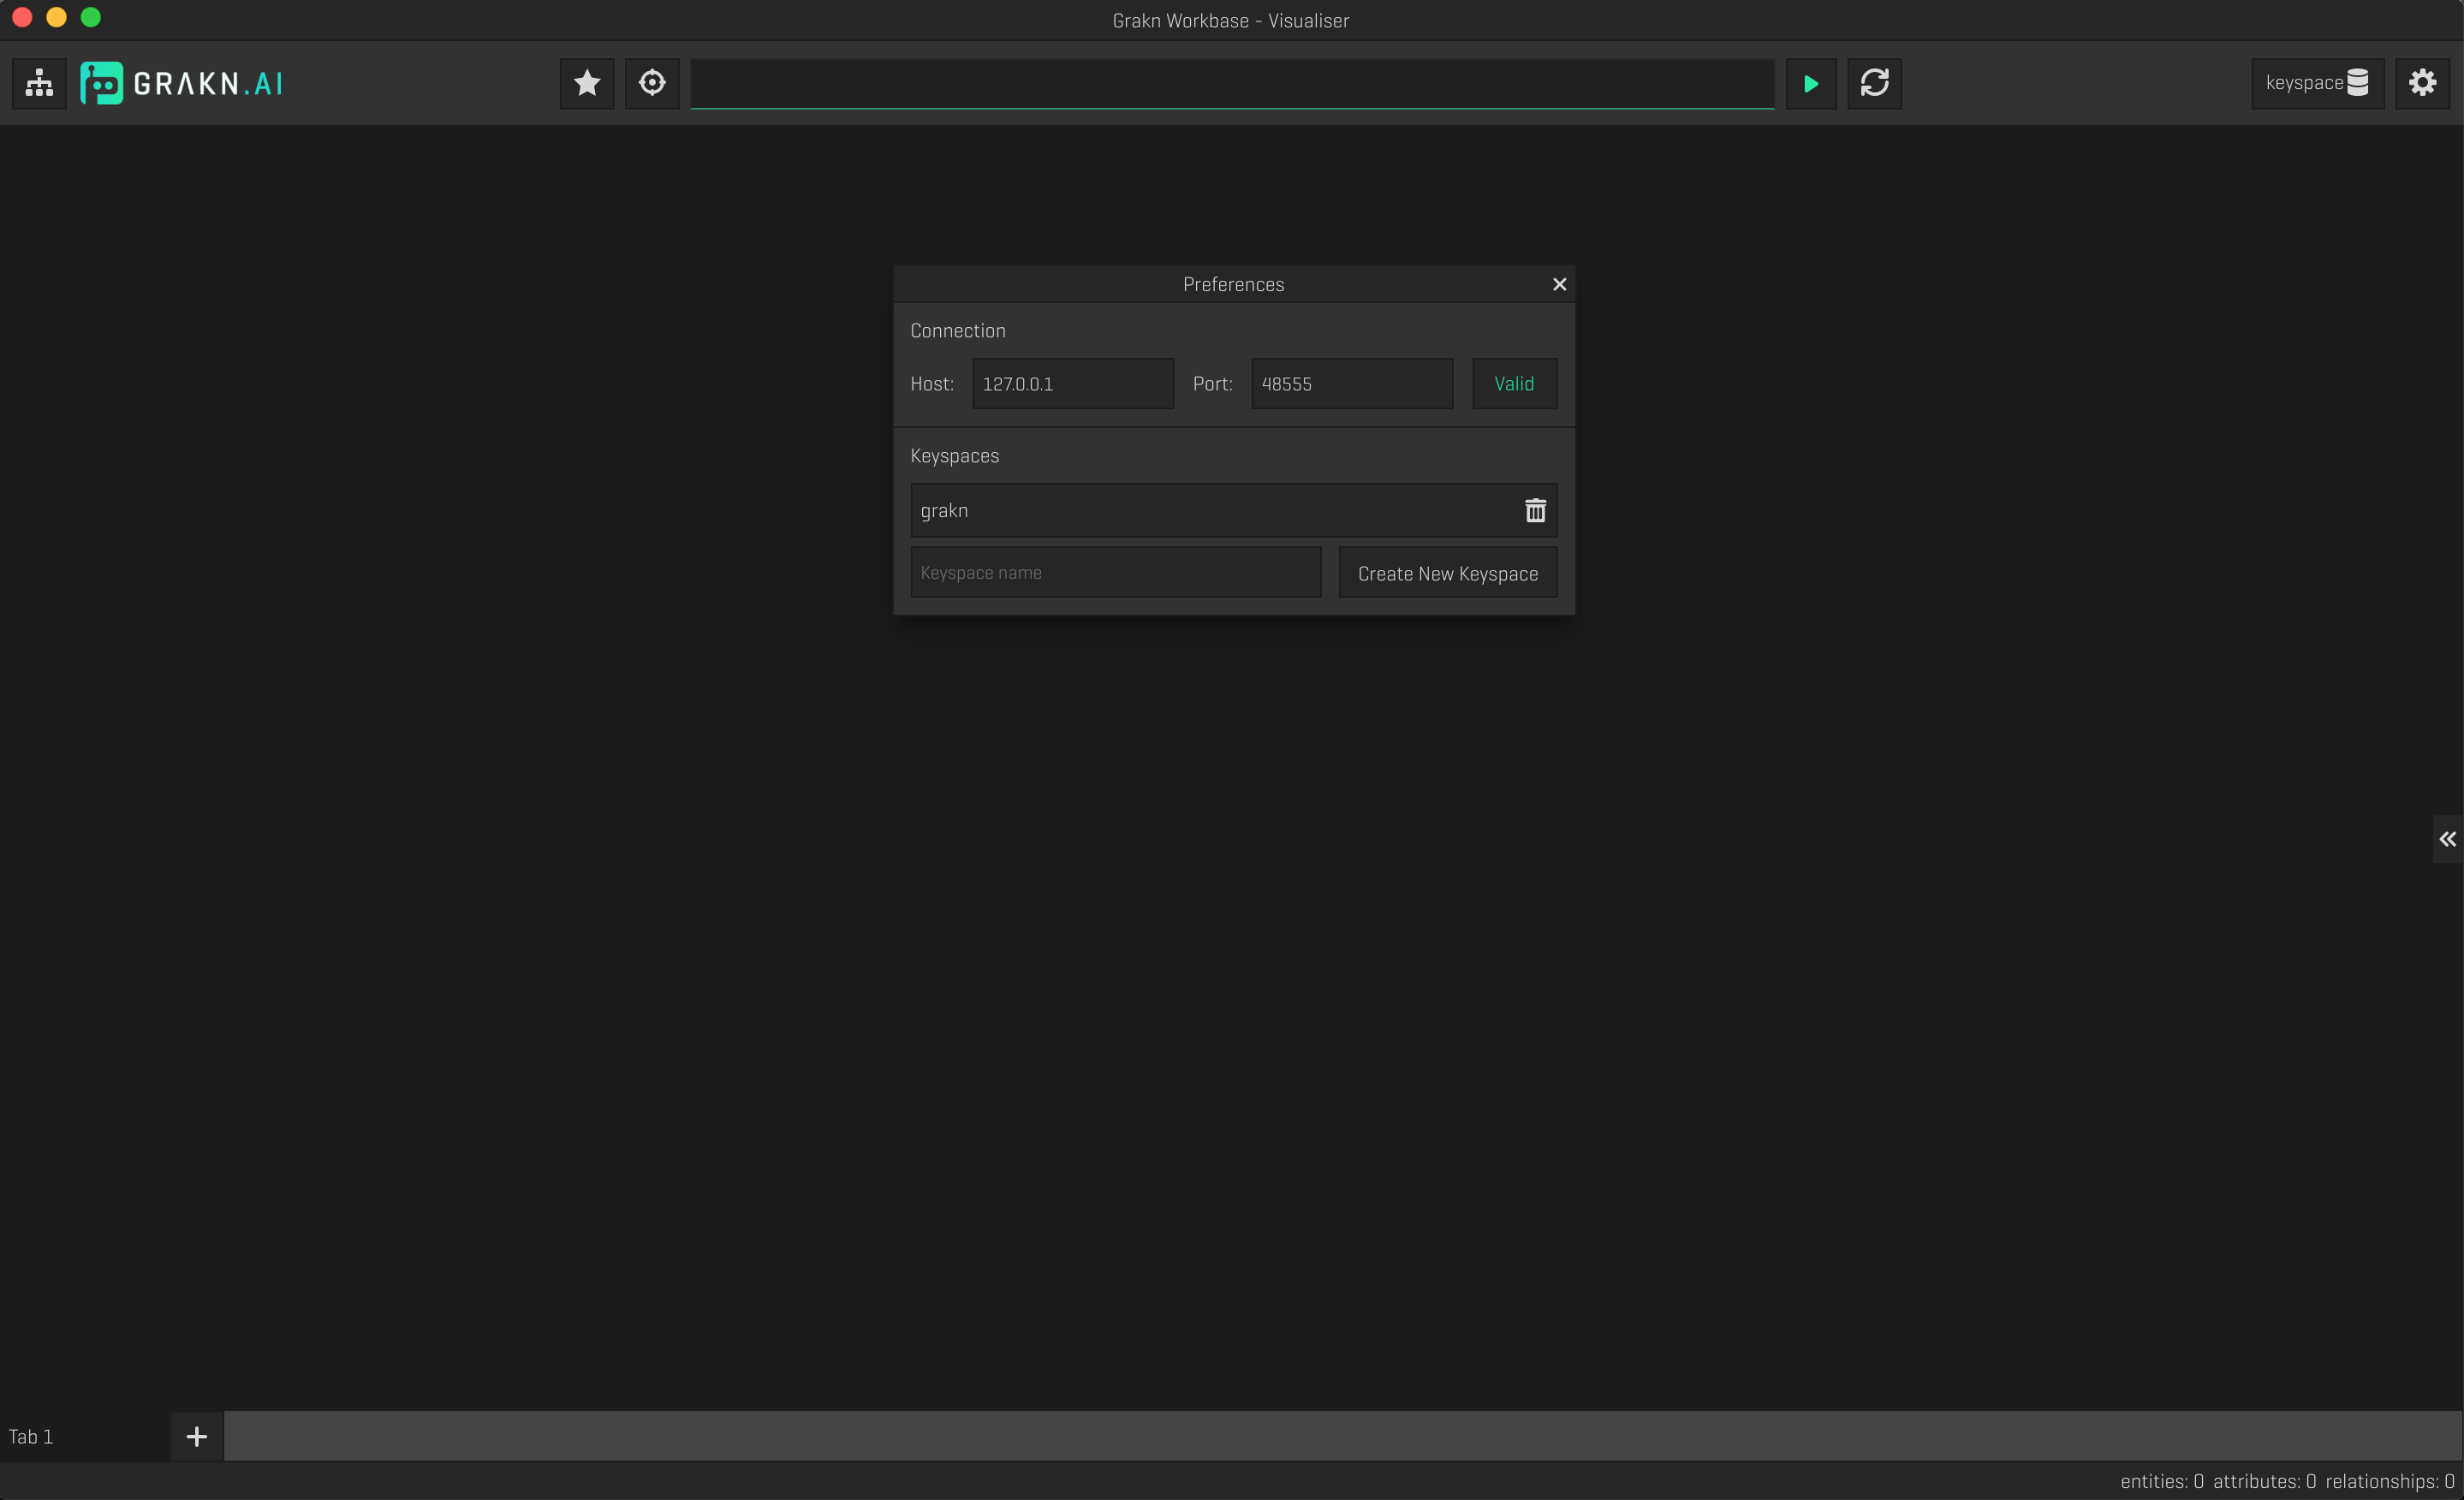 Grakn Workbase - Visualiser
GRAKN.AI
keyspace
Preferences
Connection
Host: 127.0.0.1 Port: 48555 Valid
Keyspaces
grakn
Keyspace name Create New Keyspace
Tab 1
entities: 0 attributes: 0 relationships: 0